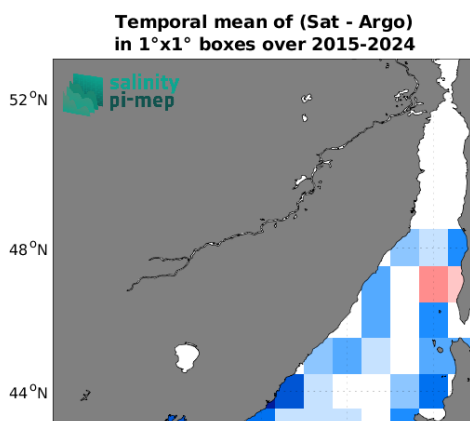 Temporal mean of (Sat - Argo)
in 1°x1° boxes over 2015-2024
salinity
pi-mep
52°N
48°N
44°N